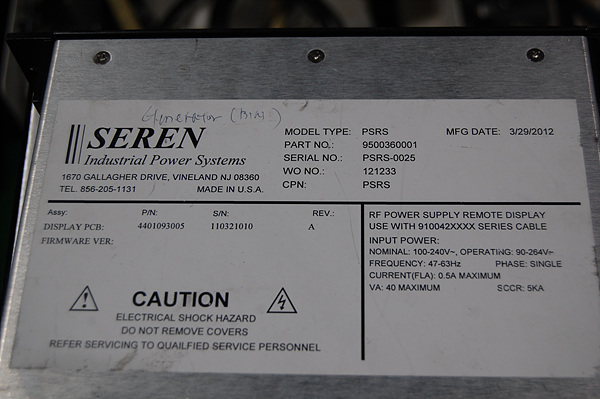 Generator
SEREN
Industrial Power Systems
1670 GALLAGHER DRIVE, VINELAND NJ 08360
TEL. 856-205-1131 MADE IN U.S.A.
MODEL TYPE: PSRS MFG DATE: 3/29/2012
PART NO.: 9500360001
SERIAL NO.: PSRS-0025
WO NO.: 121233
CPN: PSRS
Assy: P/N: S/N: REV.:
DISPLAY PCB: 4401093005 110321010 A
FIRMWARE VER:
CAUTION
ELECTRICAL SHOCK HAZARD
DO NOT REMOVE COVERS
REFER SERVICING TO QUAILFIED SERVICE PERSONNEL
RF POWER SUPPLY REMOTE DISPLAY
USE WITH 910042XXXX SERIES CABLE
INPUT POWER:
NOMINAL: 100-240V~, OPERATING: 90-264V~
FREQUENCY: 47-63Hz PHASE: SINGLE
CURRENT(FLA): 0.5A MAXIMUM
VA: 40 MAXIMUM SCCR: 5KA